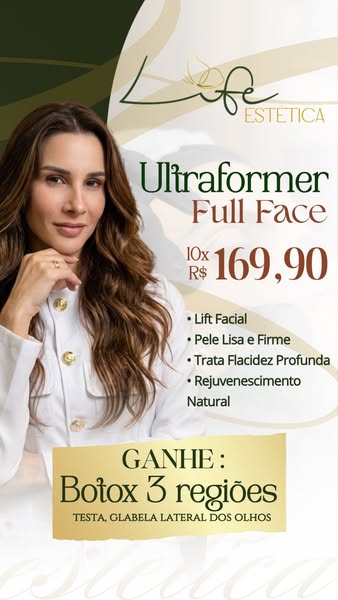 Life
ESTÉTICA
Ultraformer
Full Face
10x
R$ 169,90
• Lift Facial
• Pele Lisa e Firme
• Trata Flacidez Profunda
• Rejuvenescimento
Natural
GANHE :
Botox 3 regiões
TESTA, GLABELA LATERAL DOS OLHOS
estética